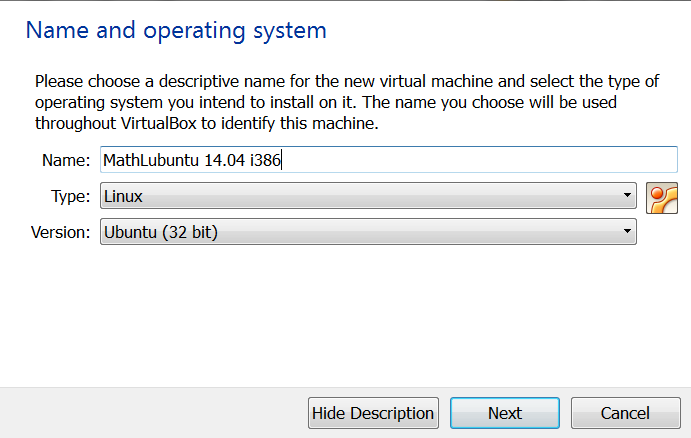 Name and operating system
Please choose a descriptive name for the new virtual machine and select the type of
operating system you intend to install on it. The name you choose will be used
throughout VirtualBox to identify this machine.
Name: MathLubuntu 14.04 i386
Type: Linux
Version: Ubuntu (32 bit)
Hide Description Next Cancel